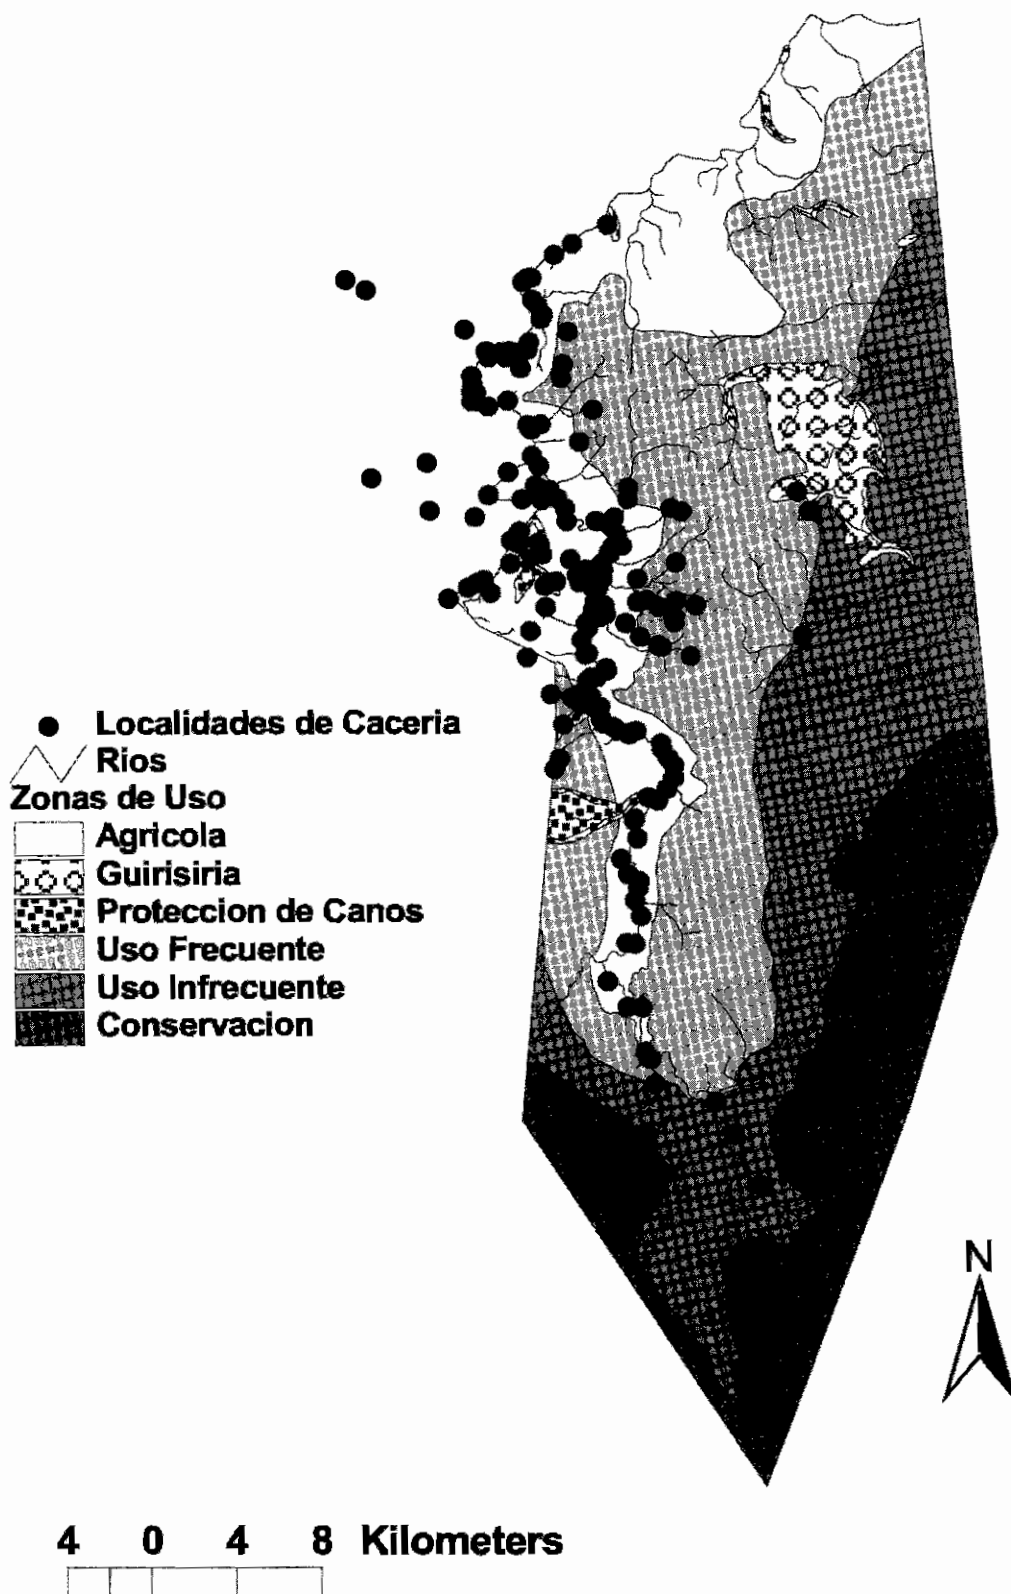 Localidades de Caceria
Rios
Zonas de Uso
Agricola
Guirisiria
Proteccion de Canos
Uso Frecuente
Uso Infrecuente
Conservacion
N
4 0 4 8 Kilometers